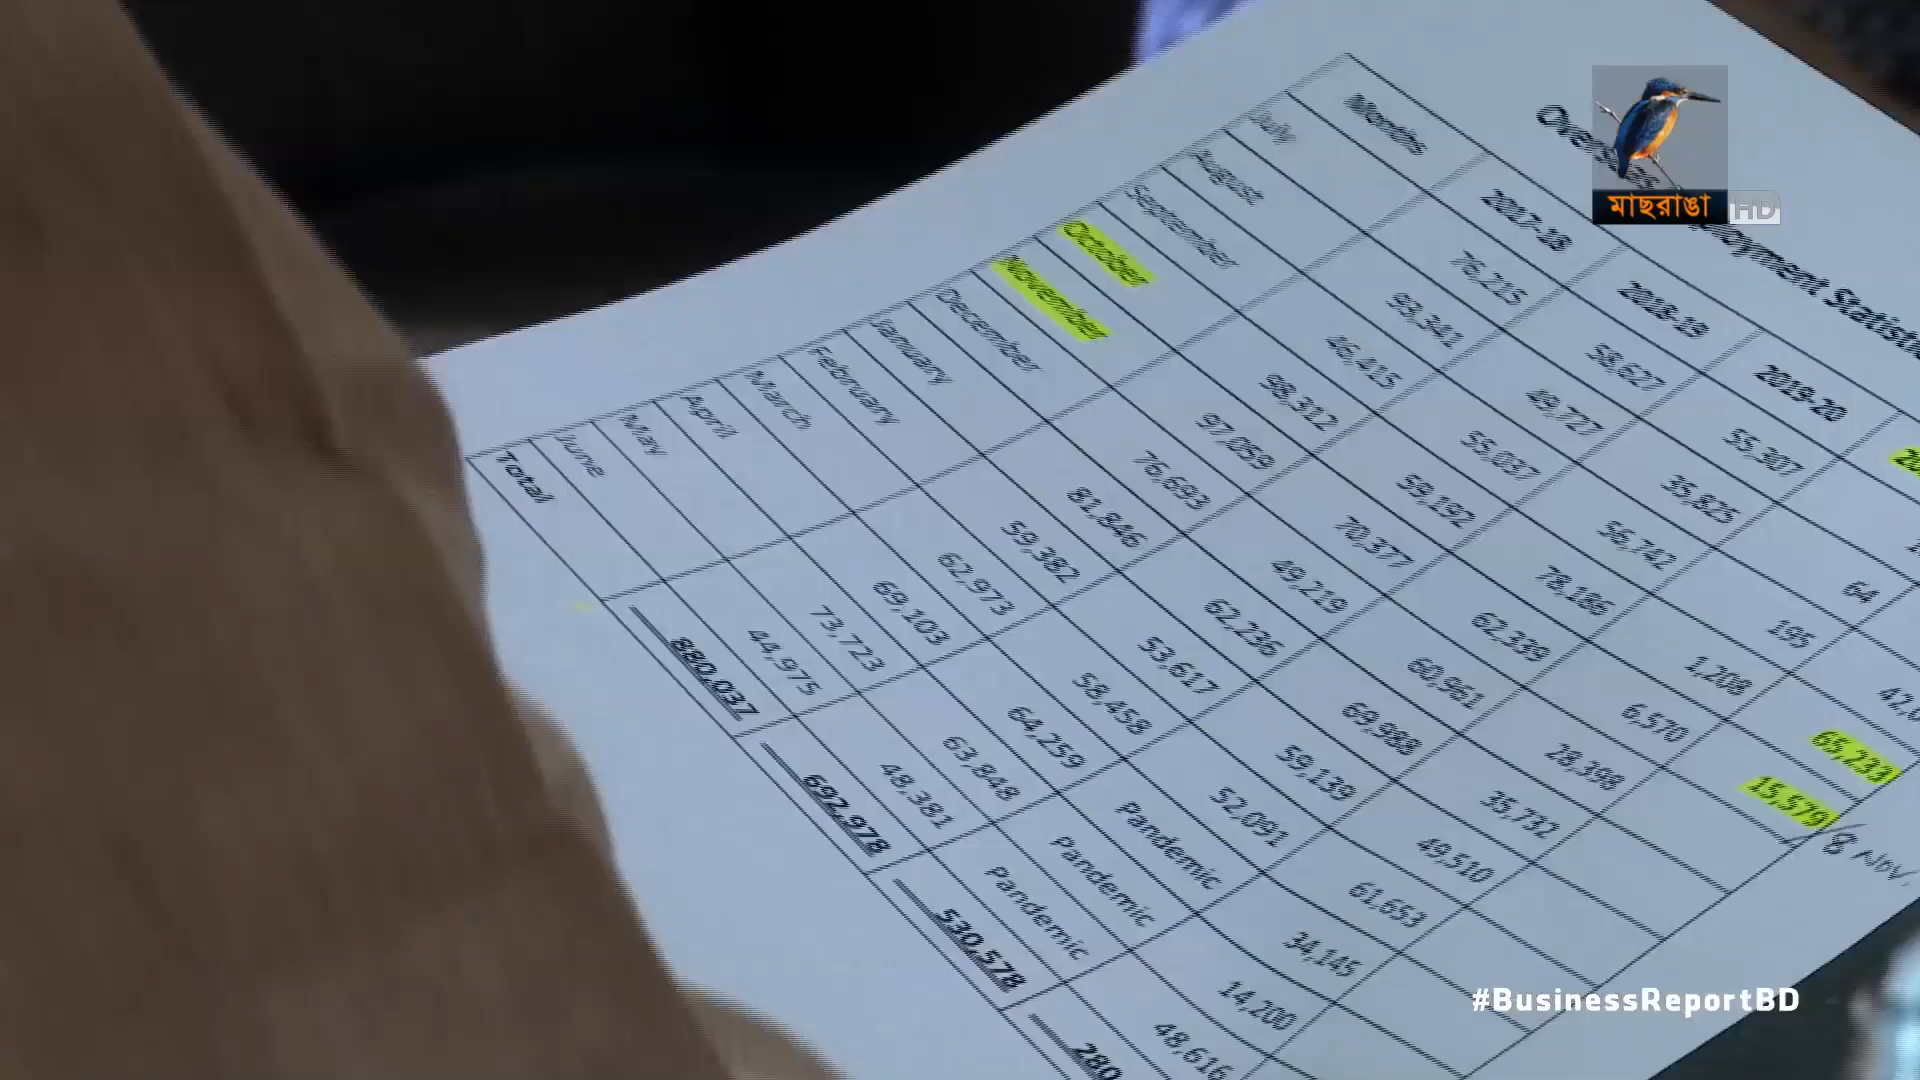 Overseas Employment Statist
Months 2017-18 2018-19 2019-20
July 76,215 58,627 55,307
August 93,341 49,727 35,825 64
September 46,415 55,037 56,742 195 42,0
October 98,312 59,192 78,186 1,208 65,233
November 97,059 70,377 62,339 6,570 15,579
/8 Nov.
December 76,693 49,219 60,961 28,398
January 81,846 62,236 69,988 35,732
February 59,382 53,617 59,139 49,510
March 62,973 58,458 52,091 61,653
April 69,103 64,259 Pandemic 34,145
May 73,723 63,848 Pandemic 14,200
June 44,975 48,381 Pandemic 48,616
Total 880,037 692,978 530,578 280
মাছরাঙা HD
#BusinessReportBD